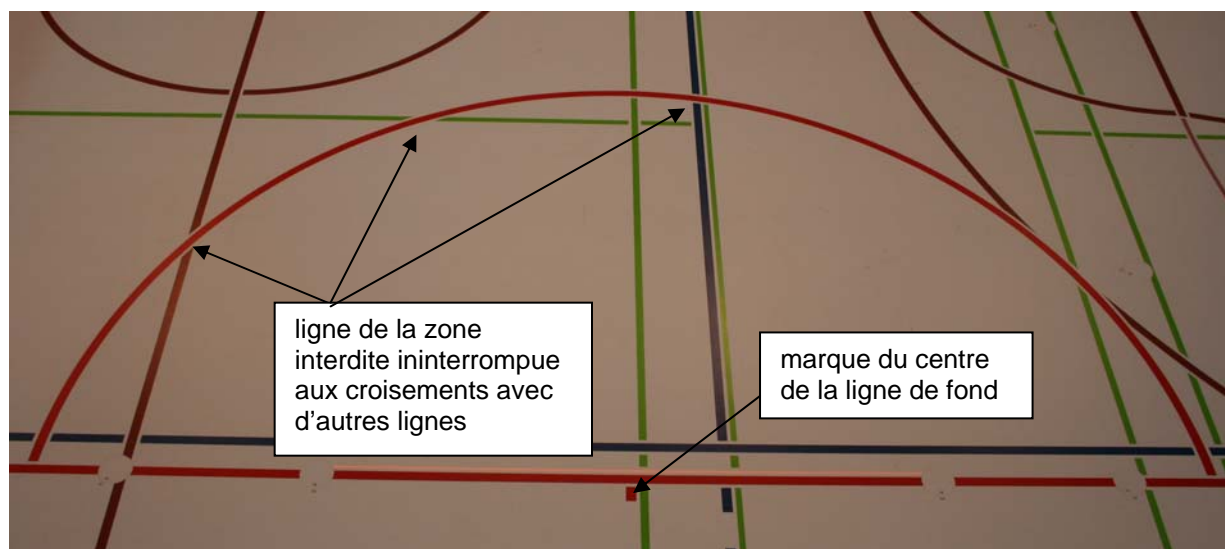 ligne de la zone
interdite ininterrompue
aux croisements avec
d'autres lignes
marque du centre
de la ligne de fond